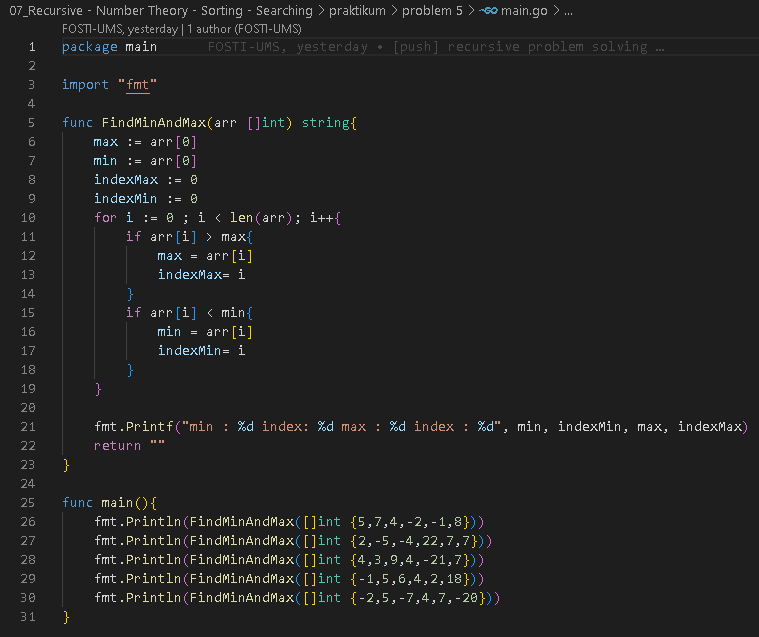 07_Recursive - Number Theory - Sorting - Searching > praktikum > problem 5 > main.go > ...
FOSTI-UMS, yesterday | 1 author (FOSTI-UMS)
1 package main FOSTI-UMS, yesterday • [push] recursive problem solving …
2
3 import "fmt"
4
5 func FindMinAndMax(arr []int) string{
6 max := arr[0]
7 min := arr[0]
8 indexMax := 0
9 indexMin := 0
10 for i := 0 ; i < len(arr); i++{
11 if arr[i] > max{
12 max = arr[i]
13 indexMax= i
14 }
15 if arr[i] < min{
16 min = arr[i]
17 indexMin= i
18 }
19 }
20
21 fmt.Printf("min : %d index: %d max : %d index : %d", min, indexMin, max, indexMax)
22 return ""
23 }
24
25 func main(){
26 fmt.Println(FindMinAndMax([]int {5,7,4,-2,-1,8}))
27 fmt.Println(FindMinAndMax([]int {2,-5,-4,22,7,7}))
28 fmt.Println(FindMinAndMax([]int {4,3,9,4,-21,7}))
29 fmt.Println(FindMinAndMax([]int {-1,5,6,4,2,18}))
30 fmt.Println(FindMinAndMax([]int {-2,5,-7,4,7,-20}))
31 }